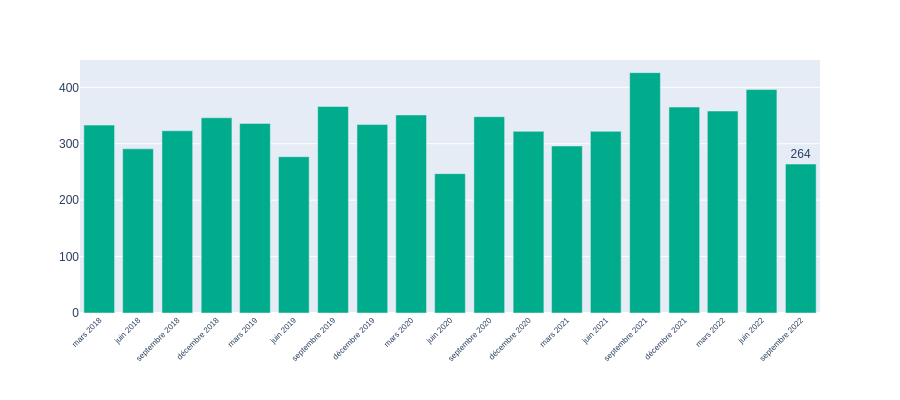 400
300
200
100
0
264
mars 2018
juin 2018
septembre 2018
décembre 2018
mars 2019
juin 2019
septembre 2019
décembre 2019
mars 2020
juin 2020
septembre 2020
décembre 2020
mars 2021
juin 2021
septembre 2021
décembre 2021
mars 2022
juin 2022
septembre 2022